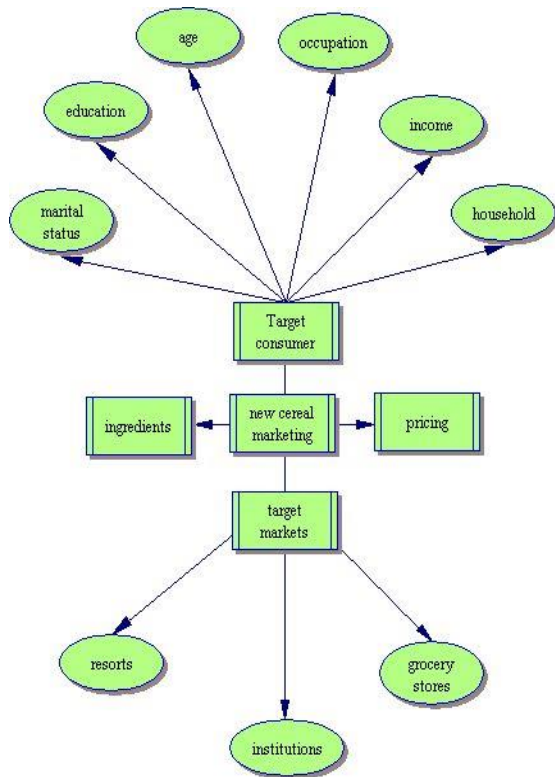 age
occupation
education
income
marital
status
household
Target
consumer
ingredients
new cereal
marketing
pricing
target
markets
resorts
grocery
stores
institutions